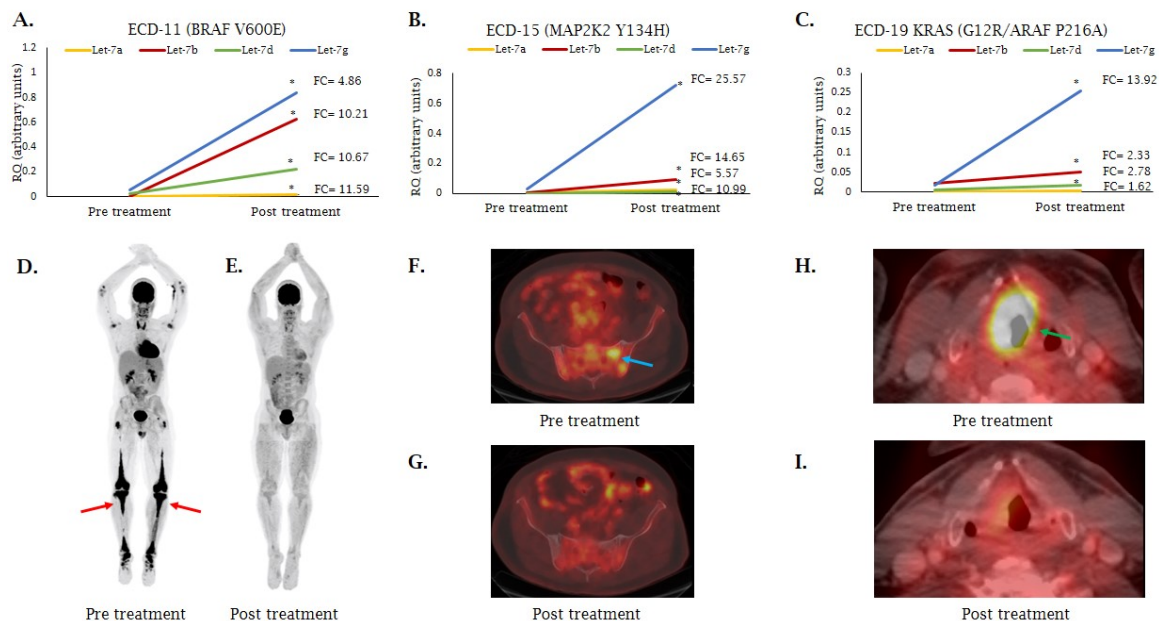 A.
ECD-11 (BRAF V600E)
Let-7a Let-7b Let-7d Let-7g
RQ (arbitrary units)
1.2
1
0.8
0.6
0.4
0.2
0
* FC= 4.86
* FC= 10.21
* FC= 10.67
* FC= 11.59
Pre treatment Post treatment
B.
ECD-15 (MAP2K2 Y134H)
Let-7a Let-7b Let-7d Let-7g
RQ (arbitrary units)
0.8
0.6
0.4
0.2
0
* FC= 25.57
* FC= 14.65
* FC= 5.57
* FC= 10.99
Pre treatment Post treatment
C.
ECD-19 KRAS (G12R/ARAF P216A)
Let-7a Let-7b Let-7d Let-7g
RQ (arbitrary units)
0.3
0.25
0.2
0.15
0.1
0.05
0
* FC= 13.92
* FC= 2.33
* FC= 2.78
FC= 1.62
Pre treatment Post treatment
D.
Pre treatment
E.
Post treatment
F.
Pre treatment
G.
Post treatment
H.
Pre treatment
I.
Post treatment